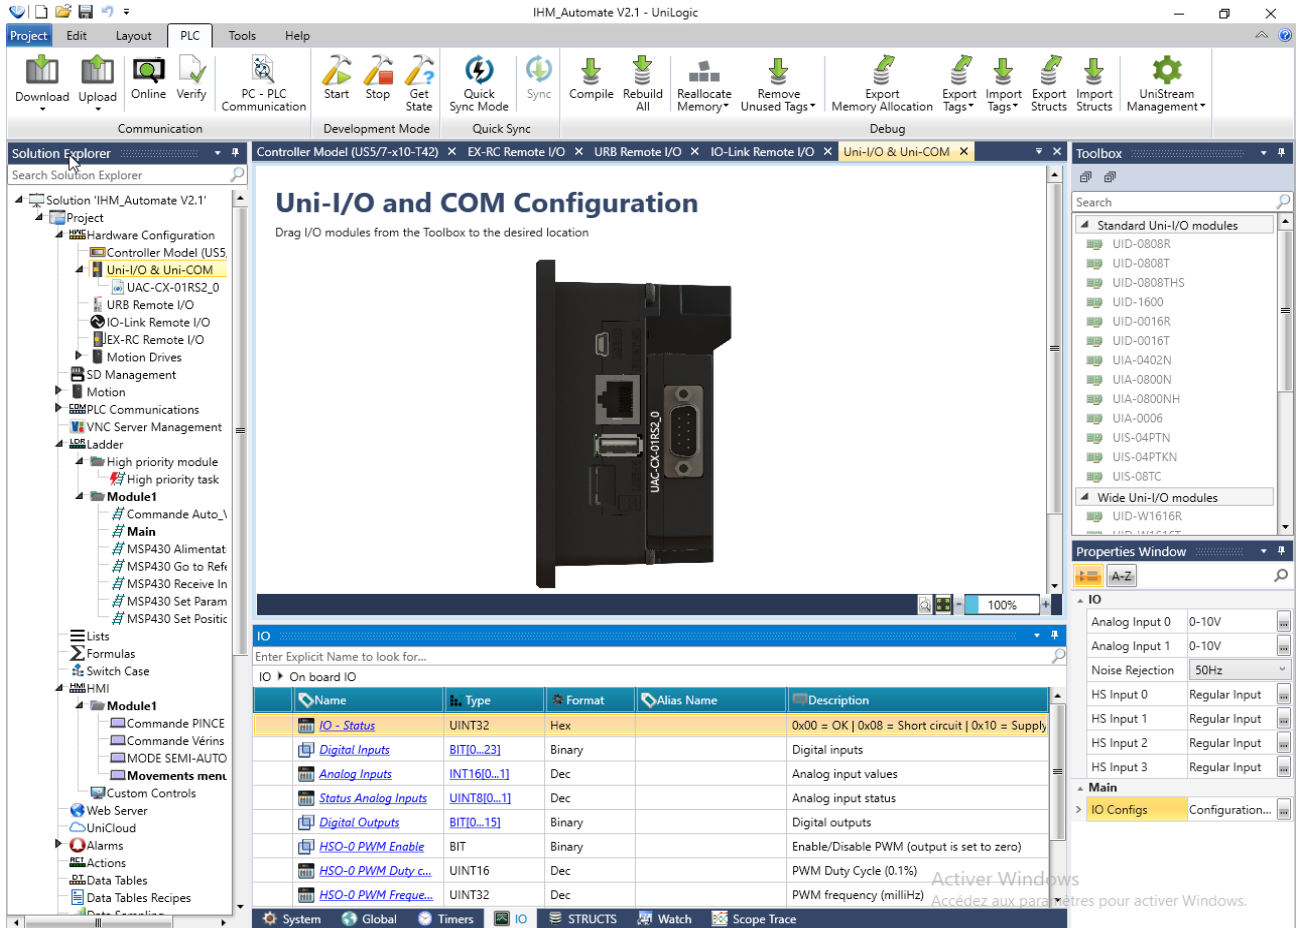 IHM_Automate V2.1 - UniLogic
Project Edit Layout PLC Tools Help
Download Upload Online Verify PC - PLC Communication Start Stop Get State Quick Sync Mode Sync Compile Rebuild All Reallocate Memory Remove Unused Tags Export Memory Allocation Export Tags Import Tags Export Structs Import Structs UniStream Management
Communication Development Mode Quick Sync Debug
Solution Explorer
Search Solution Explorer
Solution 'IHM_Automate V2.1'
Project
Hardware Configuration
Controller Model (US5,
Uni-I/O & Uni-COM
UAC-CX-01RS2_0
URB Remote I/O
IO-Link Remote I/O
EX-RC Remote I/O
Motion Drives
SD Management
Motion
PLC Communications
VNC Server Management
Ladder
High priority module
High priority task
Module1
Commande Auto_
Main
MSP430 Alimentat
MSP430 Go to Refe
MSP430 Receive In
MSP430 Set Param
MSP430 Set Positic
Lists
Formulas
Switch Case
HMI
Module1
Commande PINCE
Commande Vérins
MODE SEMI-AUTO
Movements menu
Custom Controls
Web Server
UniCloud
Alarms
Actions
Data Tables
Data Tables Recipes
Data Sampling
Controller Model (US5/7-x10-T42) EX-RC Remote I/O URB Remote I/O IO-Link Remote I/O Uni-I/O & Uni-COM
Uni-I/O and COM Configuration
Drag I/O modules from the Toolbox to the desired location
UAC-CX-01RS2_0
100%
IO
Enter Explicit Name to look for...
IO On board IO
Name Type Format Alias Name Description
IO - Status UINT32 Hex 0x00 = OK | 0x08 = Short circuit | 0x10 = Supply
Digital Inputs BIT[0...23] Binary Digital inputs
Analog Inputs INT16[0...1] Dec Analog input values
Status Analog Inputs UINT8[0...1] Dec Analog input status
Digital Outputs BIT[0...15] Binary Digital outputs
HSO-0 PWM Enable BIT Binary Enable/Disable PWM (output is set to zero)
HSO-0 PWM Duty c... UINT16 Dec PWM Duty Cycle (0.1%)
HSO-0 PWM Freque... UINT32 Dec PWM frequency (milliHz)
System Global Timers IO STRUCTS Watch Scope Trace
Toolbox
Search
Standard Uni-I/O modules
UID-0808R
UID-0808T
UID-0808THS
UID-1600
UID-0016R
UID-0016T
UIA-0402N
UIA-0800N
UIA-0800NH
UIA-0006
UIS-04PTN
UIS-04PTKN
UIS-08TC
Wide Uni-I/O modules
UID-W1616R
UID-W1616T
Properties Window
A-Z
IO
Analog Input 0 0-10V ...
Analog Input 1 0-10V ...
Noise Rejection 50Hz
HS Input 0 Regular Input ...
HS Input 1 Regular Input ...
HS Input 2 Regular Input ...
HS Input 3 Regular Input ...
Main
IO Configs Configuration... ...
Activer Windows
Accédez aux paramètres pour activer Windows.